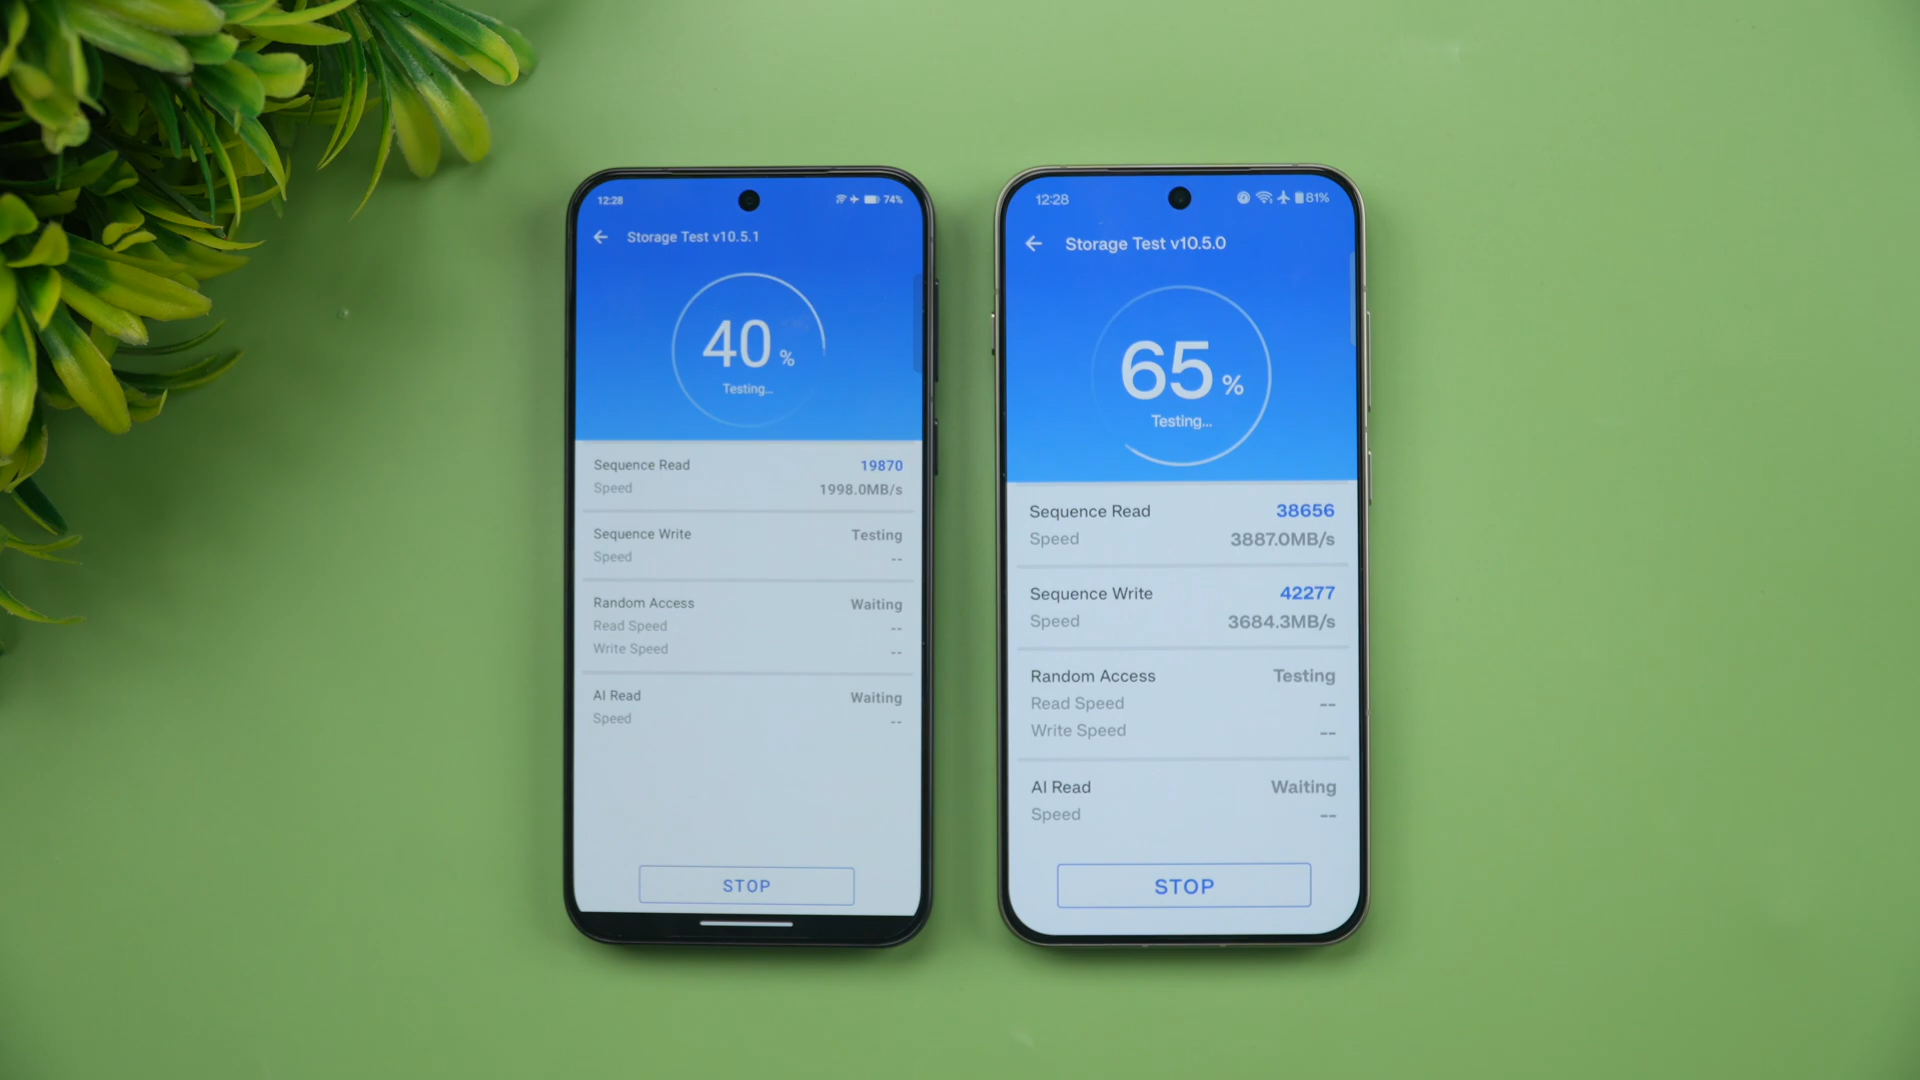 12:28
74%
Storage Test v10.5.1
40 %
Testing...
Sequence Read 19870
Speed 1998.0MB/s
Sequence Write Testing
Speed --
Random Access Waiting
Read Speed --
Write Speed --
AI Read Waiting
Speed --
STOP
12:28
81%
Storage Test v10.5.0
65 %
Testing...
Sequence Read 38656
Speed 3887.0MB/s
Sequence Write 42277
Speed 3684.3MB/s
Random Access Testing
Read Speed --
Write Speed --
AI Read Waiting
Speed --
STOP